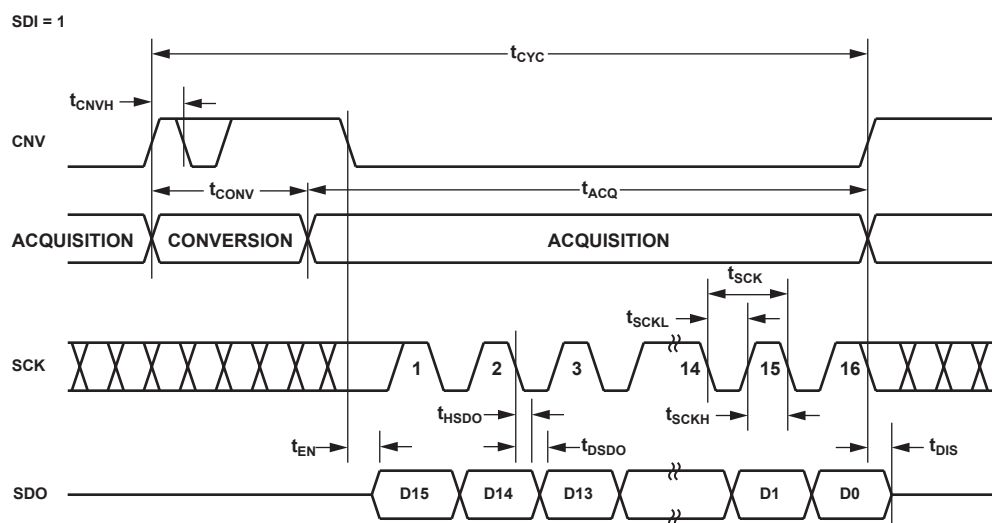 SDI = 1
tCYC
tCNVH
CNV
tCONV
tACQ
ACQUISITION
CONVERSION
ACQUISITION
tSCK
tSCKL
SCK
1
2
3
14
15
16
tHSDO
tSCKH
tEN
tDSDO
tDIS
SDO
D15
D14
D13
D1
D0